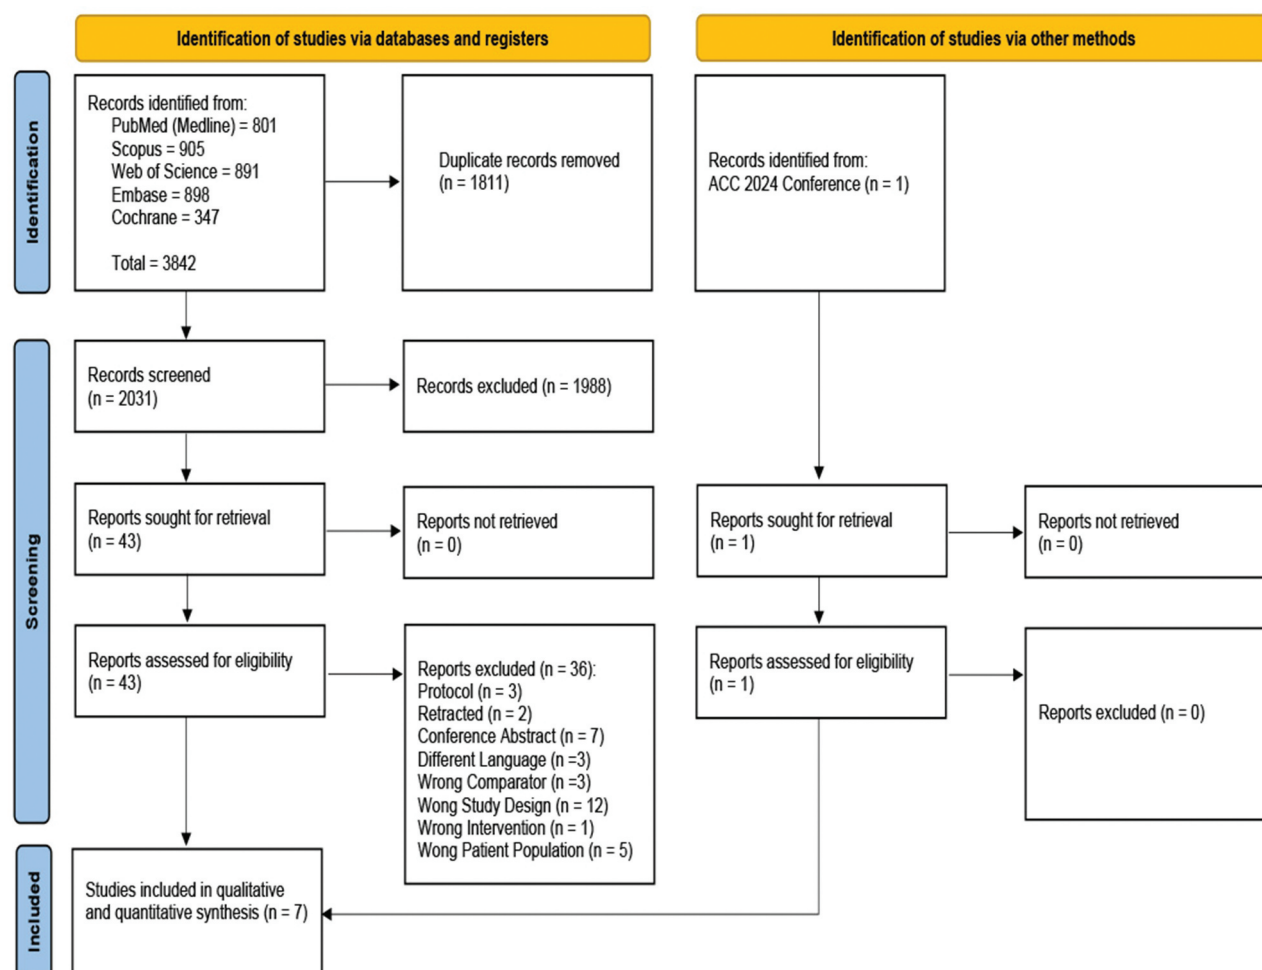 Identification of studies via databases and registers
Identification of studies via other methods
Identification
Records identified from:
PubMed (Medline) = 801
Scopus = 905
Web of Science = 891
Embase = 898
Cochrane = 347
Total = 3842
Duplicate records removed
(n = 1811)
Records identified from:
ACC 2024 Conference (n = 1)
Screening
Records screened
(n = 2031)
Records excluded (n = 1988)
Reports sought for retrieval
(n = 43)
Reports not retrieved
(n = 0)
Reports sought for retrieval
(n = 1)
Reports not retrieved
(n = 0)
Reports assessed for eligibility
(n = 43)
Reports excluded (n = 36):
Protocol (n = 3)
Retracted (n = 2)
Conference Abstract (n = 7)
Different Language (n =3)
Wrong Comparator (n =3)
Wong Study Design (n = 12)
Wrong Intervention (n = 1)
Wong Patient Population (n = 5)
Reports assessed for eligibility
(n = 1)
Reports excluded (n = 0)
Included
Studies included in qualitative
and quantitative synthesis (n = 7)